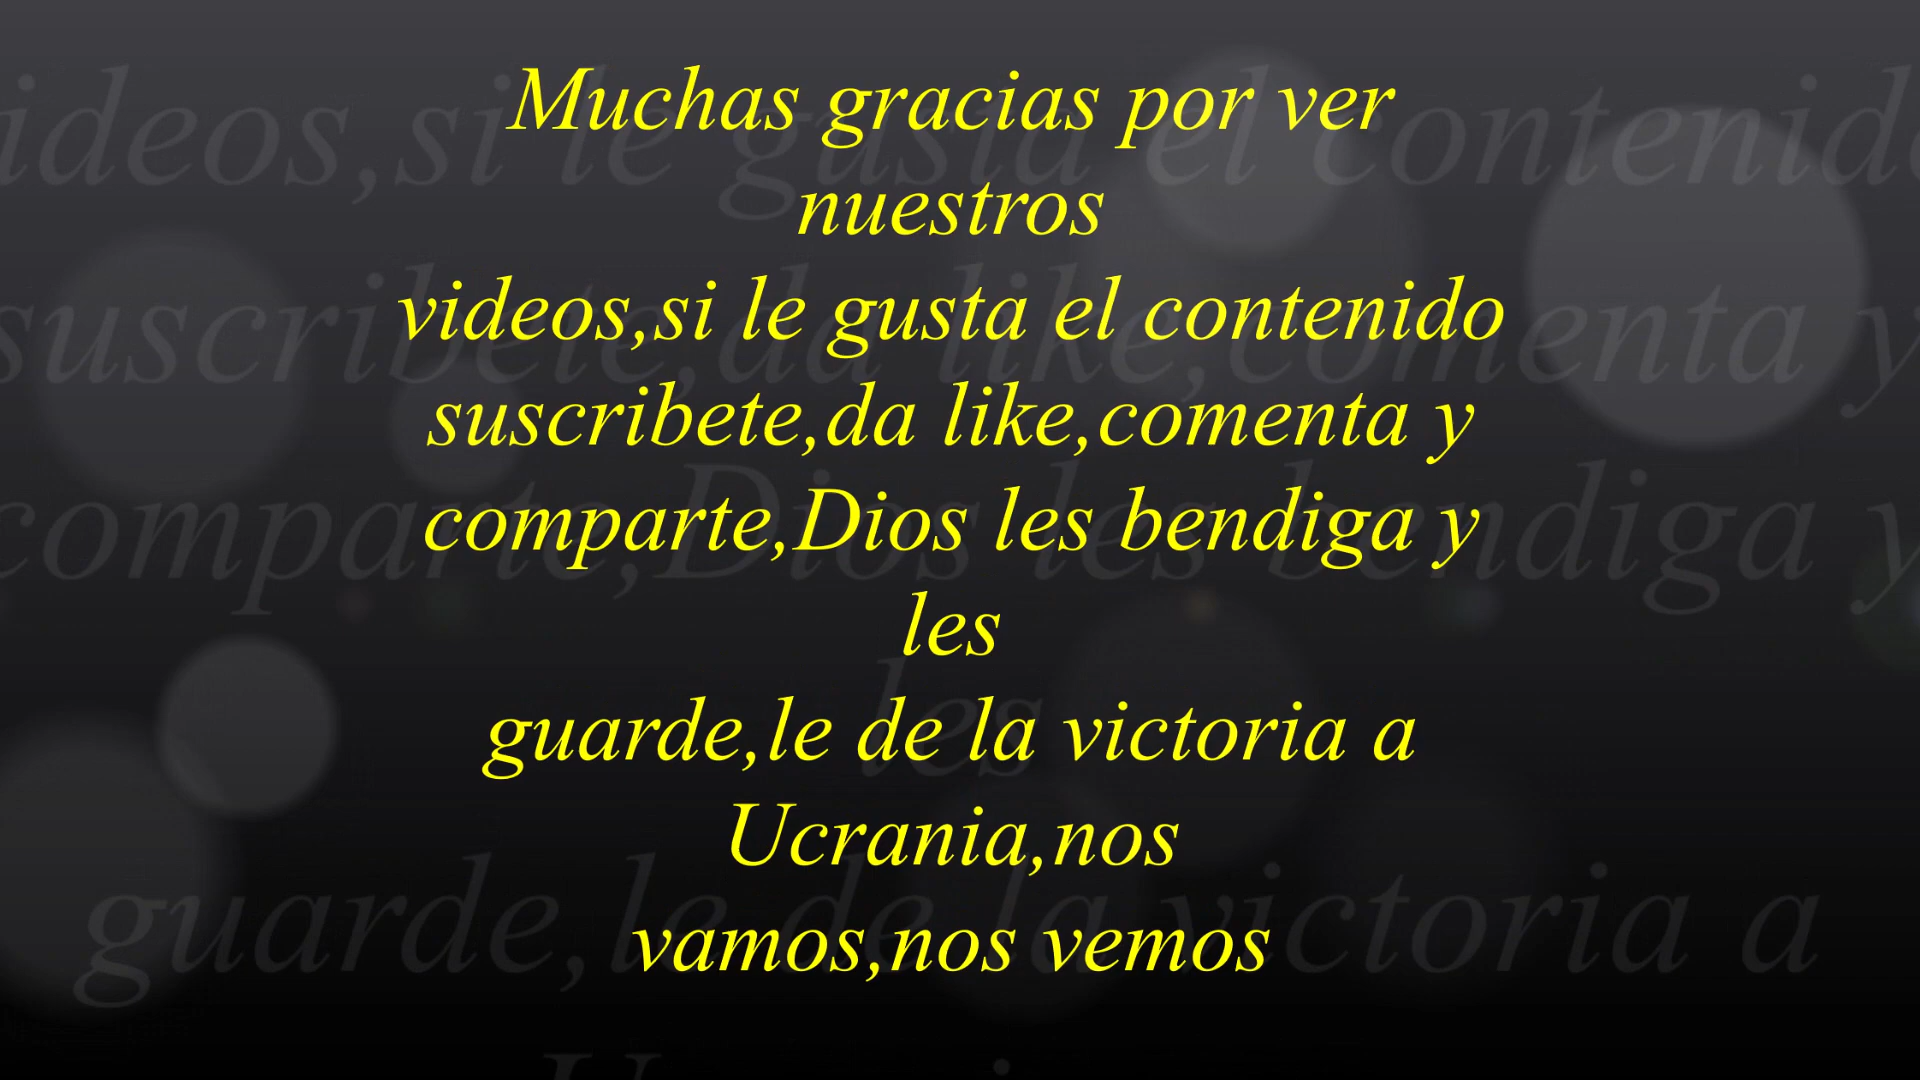 Muchas gracias por ver
nuestros
videos,si le gusta el contenido
suscribete,da like,comenta y
comparte,Dios les bendiga y
les
guarde,le de la victoria a
Ucrania,nos
vamos,nos vemos